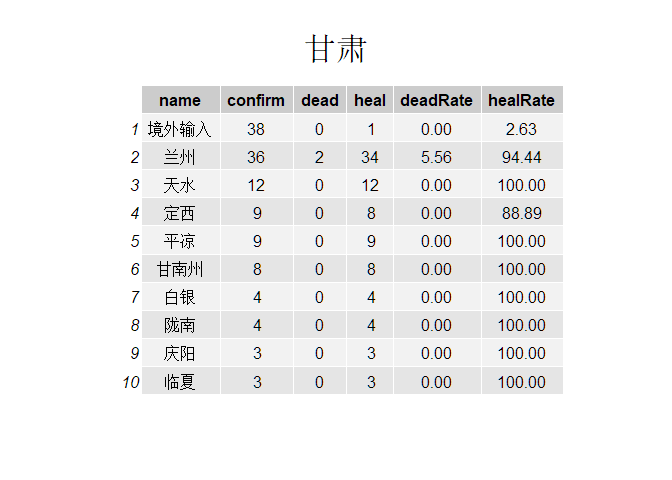 甘肃
name confirm dead heal deadRate healRate
1 境外输入 38 0 1 0.00 2.63
2 兰州 36 2 34 5.56 94.44
3 天水 12 0 12 0.00 100.00
4 定西 9 0 8 0.00 88.89
5 平凉 9 0 9 0.00 100.00
6 甘南州 8 0 8 0.00 100.00
7 白银 4 0 4 0.00 100.00
8 陇南 4 0 4 0.00 100.00
9 庆阳 3 0 3 0.00 100.00
10 临夏 3 0 3 0.00 100.00